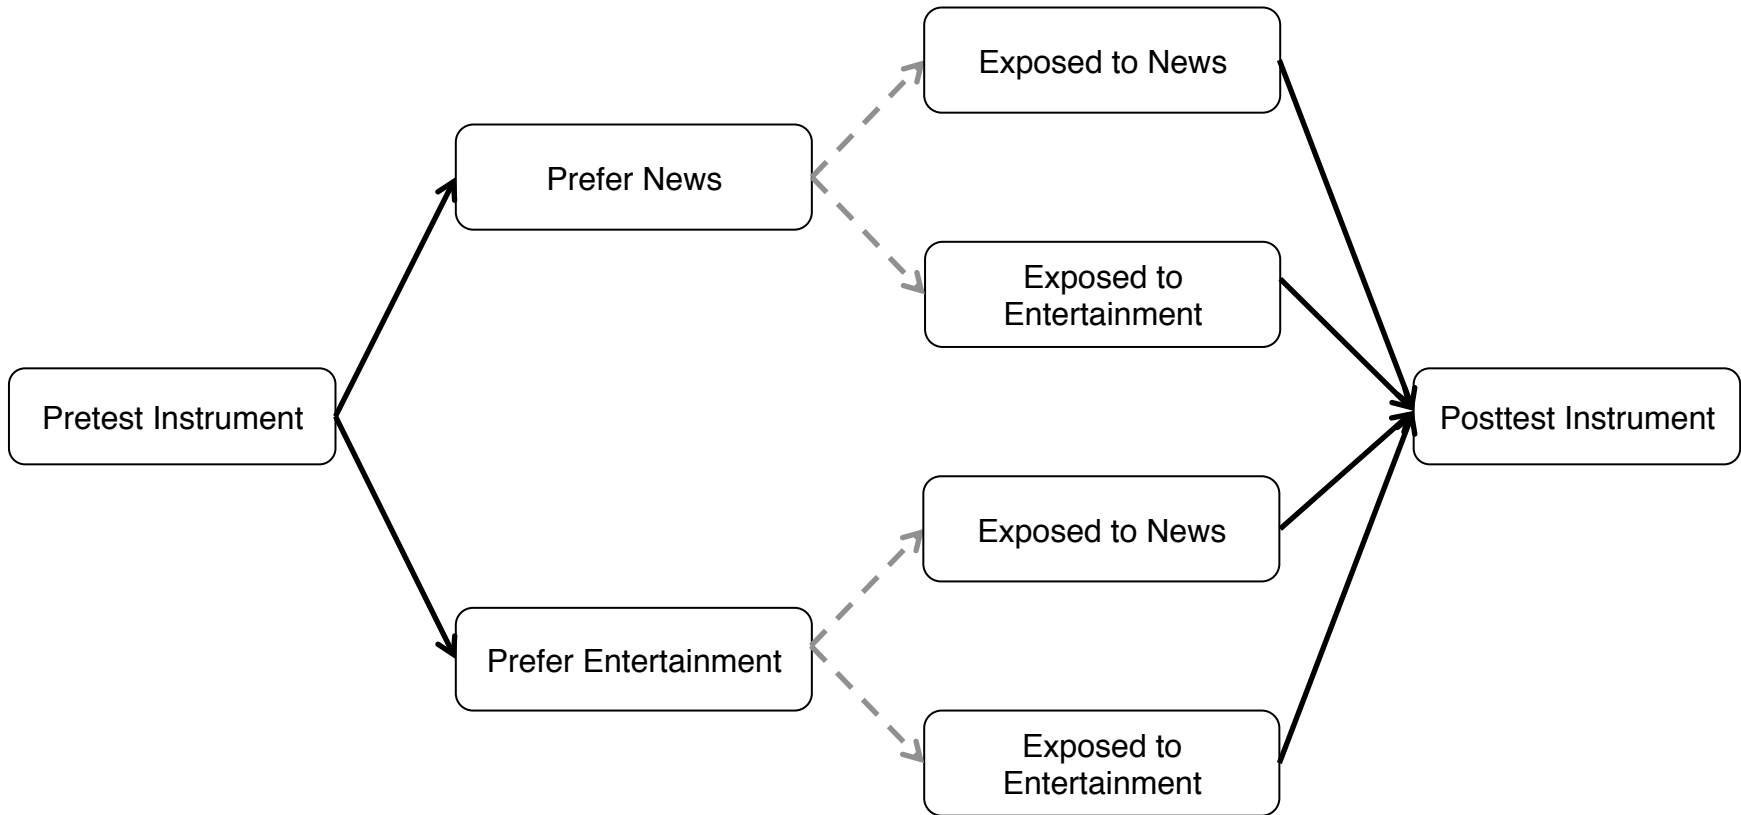 Pretest Instrument
Prefer News
Prefer Entertainment
Exposed to News
Exposed to
Entertainment
Exposed to News
Exposed to
Entertainment
Posttest Instrument